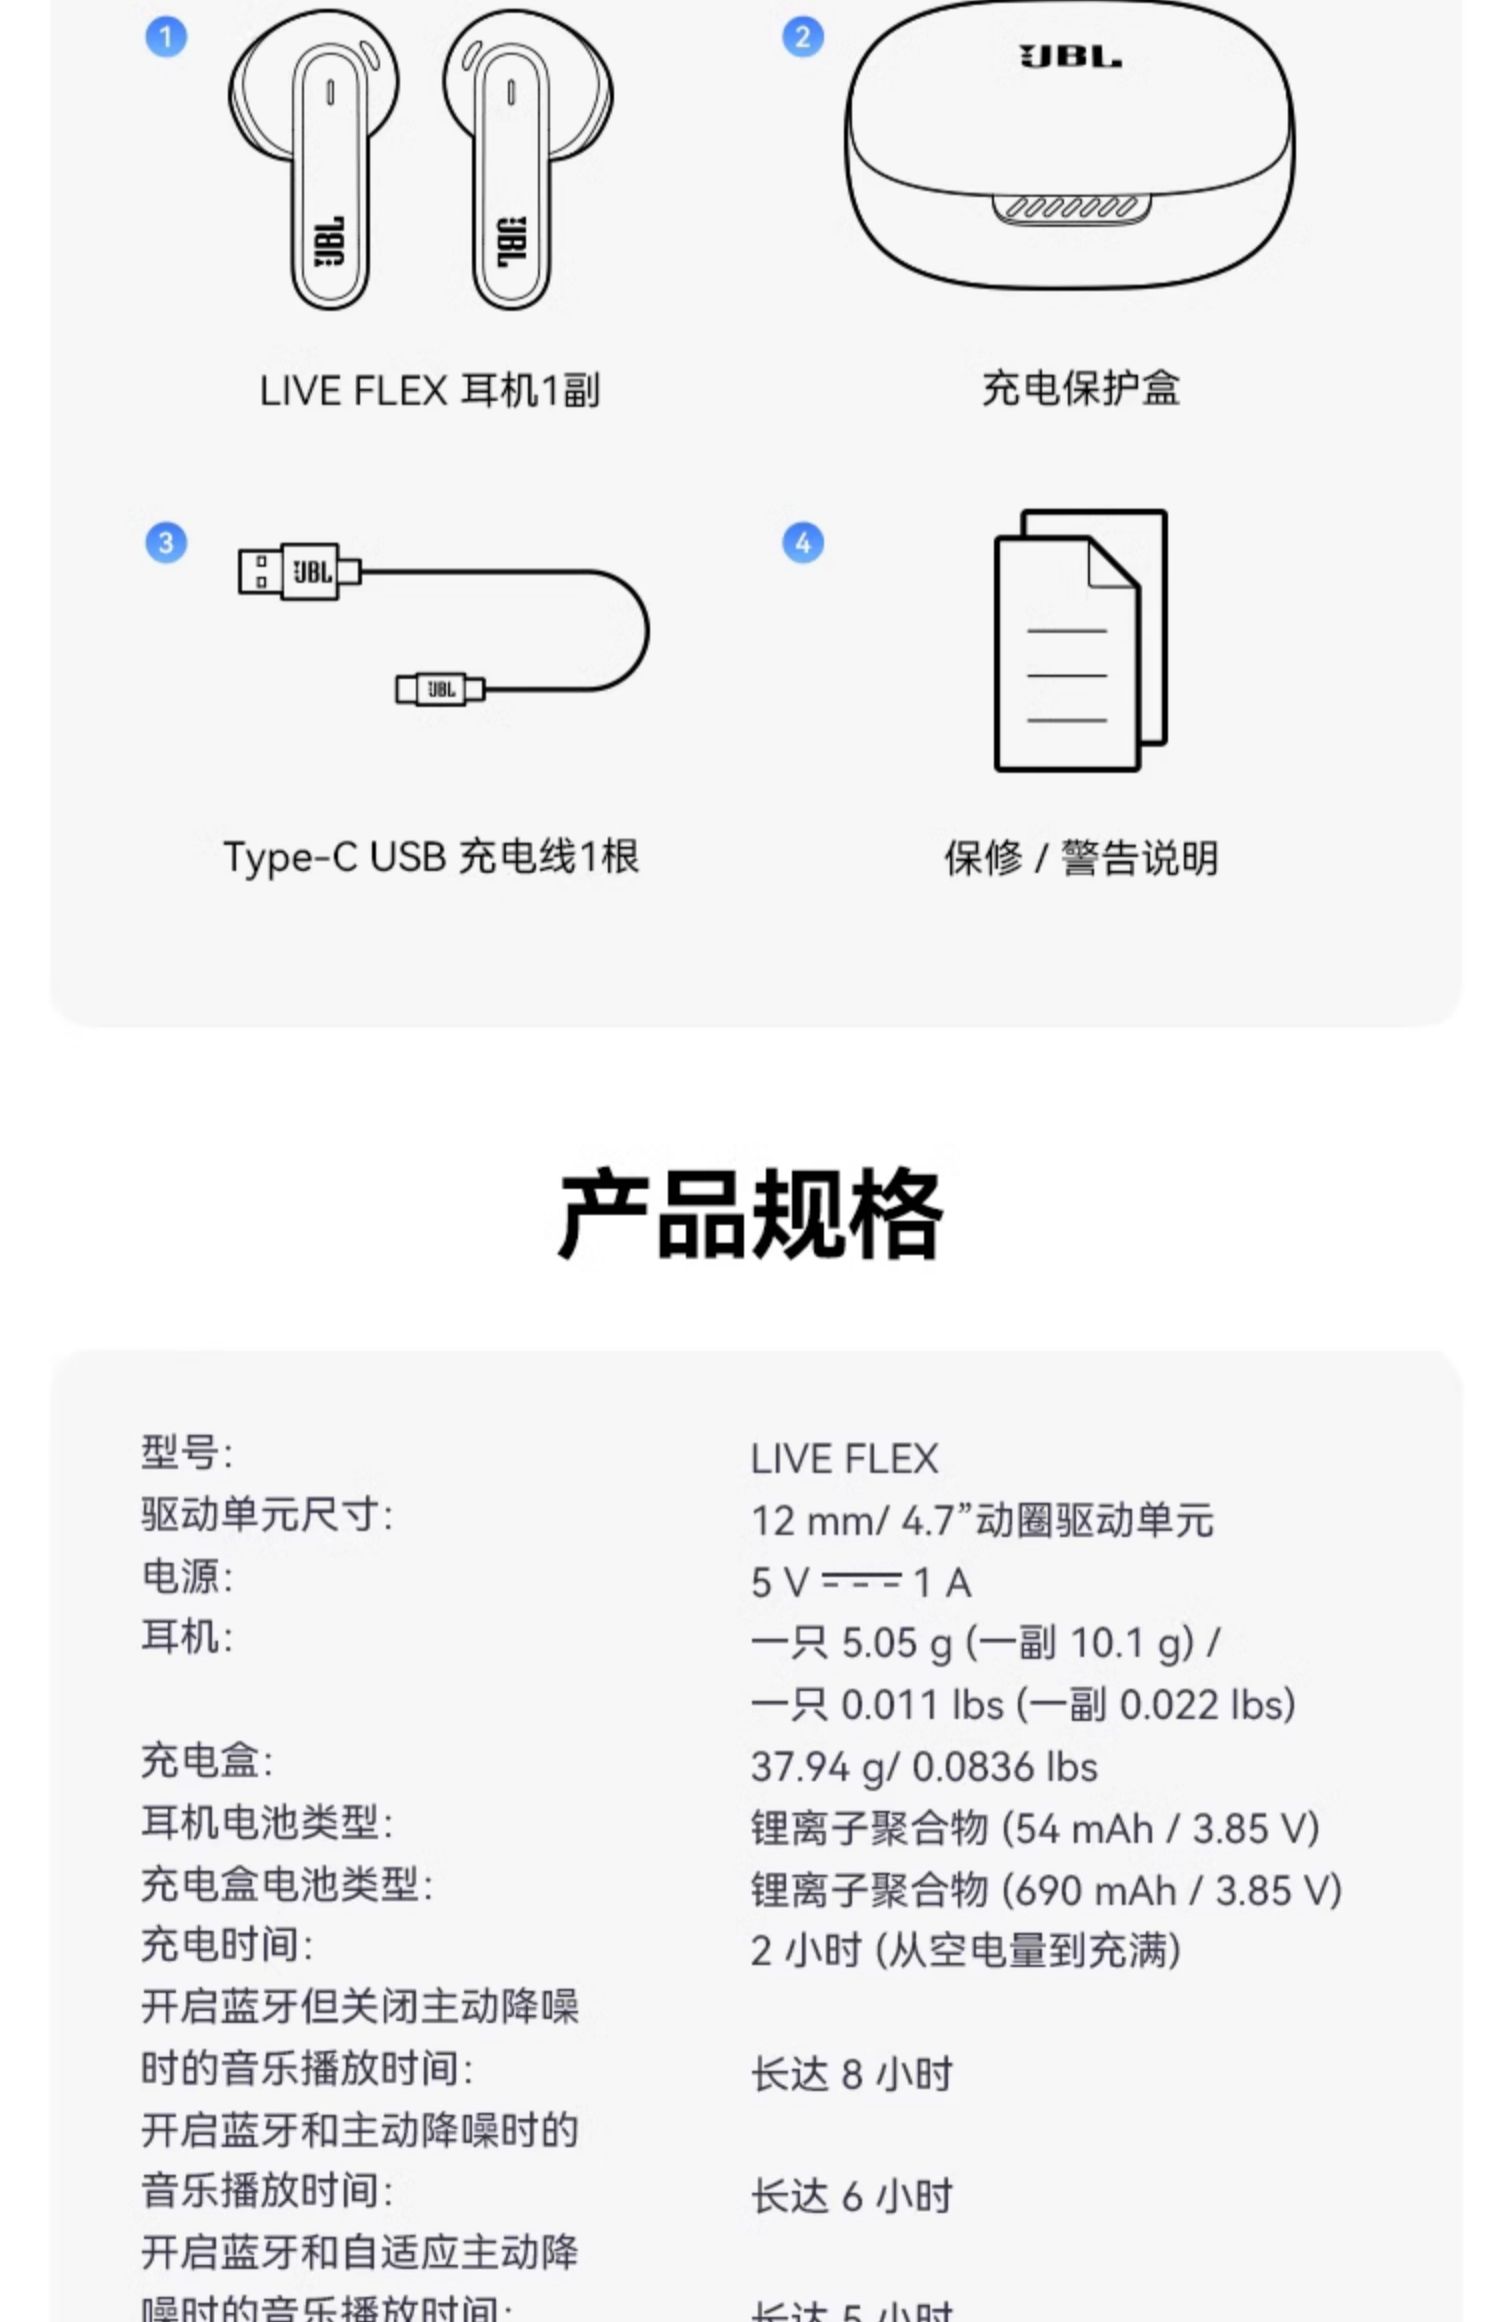 1
2
JBL
JBL
JBL
LIVE FLEX 耳机1副
充电保护盒
3
4
JBL
JBL
Type-C USB 充电线1根
保修 / 警告说明
产品规格
型号: LIVE FLEX
驱动单元尺寸: 12 mm/ 4.7”动圈驱动单元
电源: 5 V ⎓ 1 A
耳机: 一只 5.05 g (一副 10.1 g) /
一只 0.011 lbs (一副 0.022 lbs)
充电盒: 37.94 g/ 0.0836 lbs
耳机电池类型: 锂离子聚合物 (54 mAh / 3.85 V)
充电盒电池类型: 锂离子聚合物 (690 mAh / 3.85 V)
充电时间: 2 小时 (从空电量到充满)
开启蓝牙但关闭主动降噪
时的音乐播放时间: 长达 8 小时
开启蓝牙和主动降噪时的
音乐播放时间: 长达 6 小时
开启蓝牙和自适应主动降
噪时的音乐播放时间: 长达 5 小时